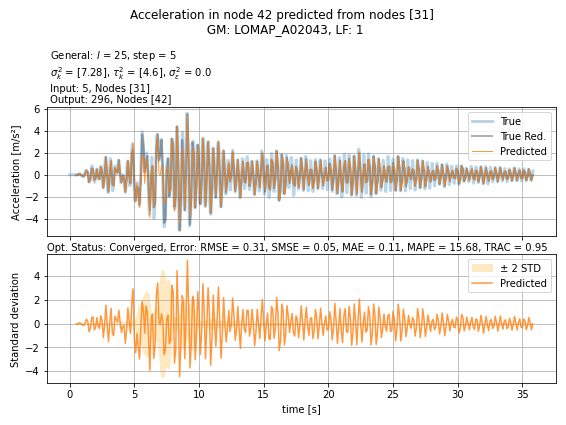 Acceleration in node 42 predicted from nodes [31]
GM: LOMAP_A02043, LF: 1
General: l = 25, step = 5
σ²ₖ = [7.28], τ²ₖ = [4.6], σ²ε = 0.0
Input: 5, Nodes [31]
Output: 296, Nodes [42]
Acceleration [m/s²]
6
4
2
0
−2
−4
True
True Red.
Predicted
Opt. Status: Converged, Error: RMSE = 0.31, SMSE = 0.05, MAE = 0.11, MAPE = 15.68, TRAC = 0.95
Standard deviation
4
2
0
−2
−4
± 2 STD
Predicted
0 5 10 15 20 25 30 35
time [s]